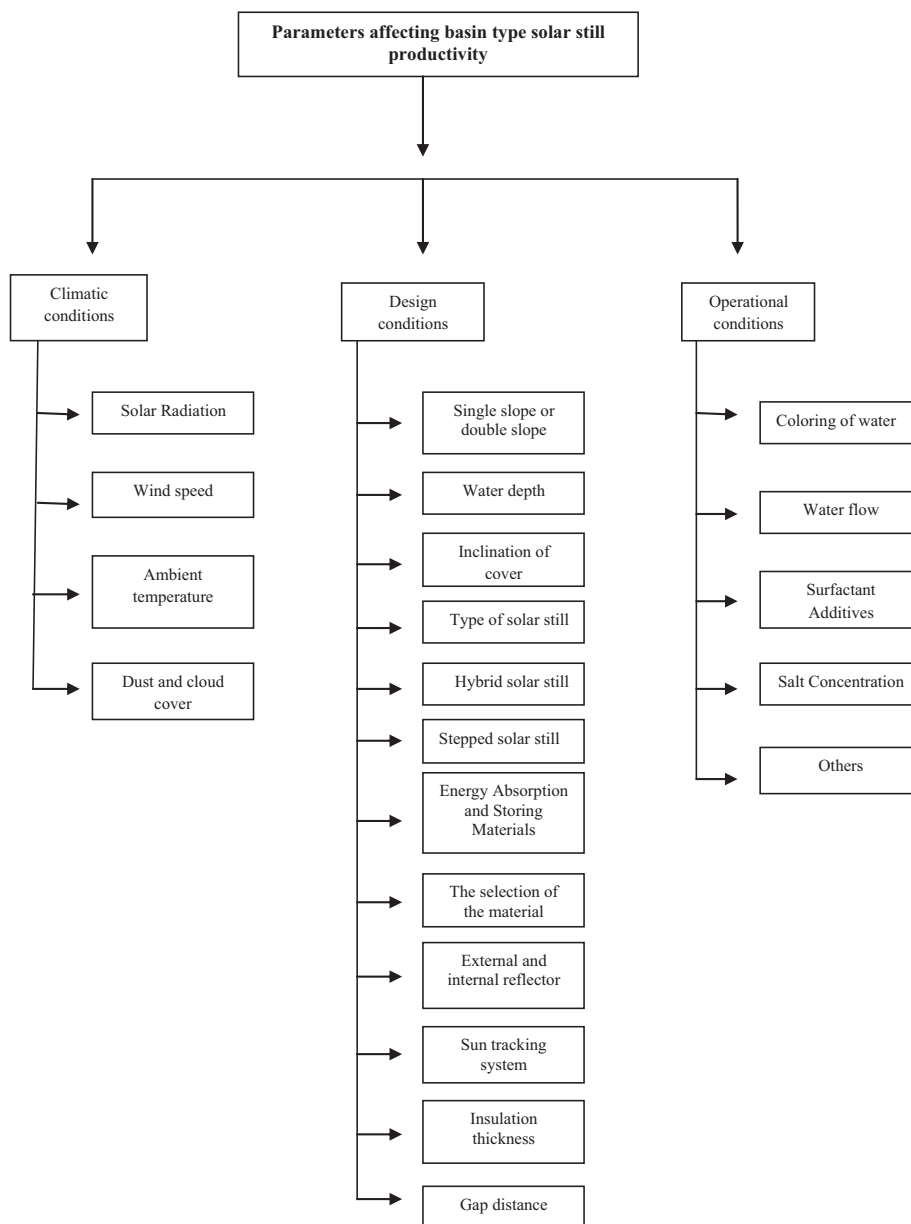 Parameters affecting basin type solar still
productivity
Climatic
conditions
Solar Radiation
Wind speed
Ambient
temperature
Dust and cloud
cover
Design
conditions
Single slope or
double slope
Water depth
Inclination of
cover
Type of solar still
Hybrid solar still
Stepped solar still
Energy Absorption
and Storing
Materials
The selection of
the material
External and
internal reflector
Sun tracking
system
Insulation
thickness
Gap distance
Operational
conditions
Coloring of water
Water flow
Surfactant
Additives
Salt Concentration
Others